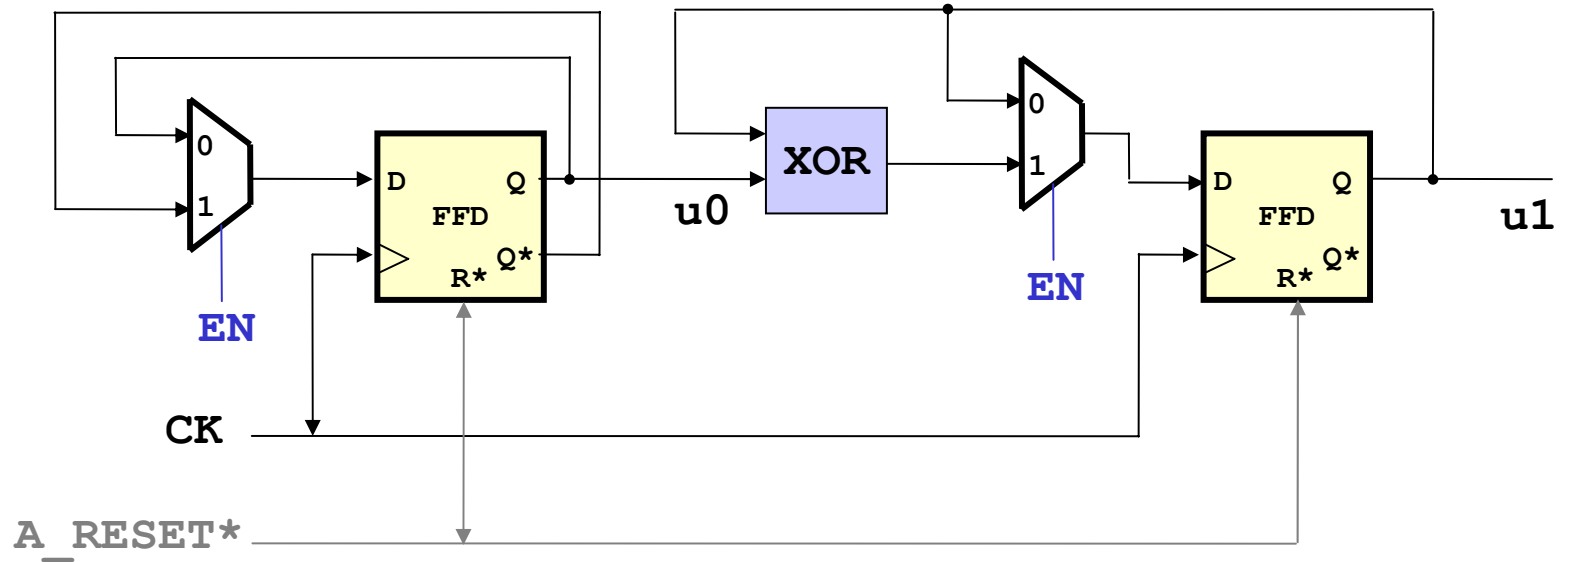 0
1
EN
D
Q
FFD
Q*
R*
u0
XOR
0
1
EN
D
Q
FFD
Q*
R*
u1
CK
A_RESET*